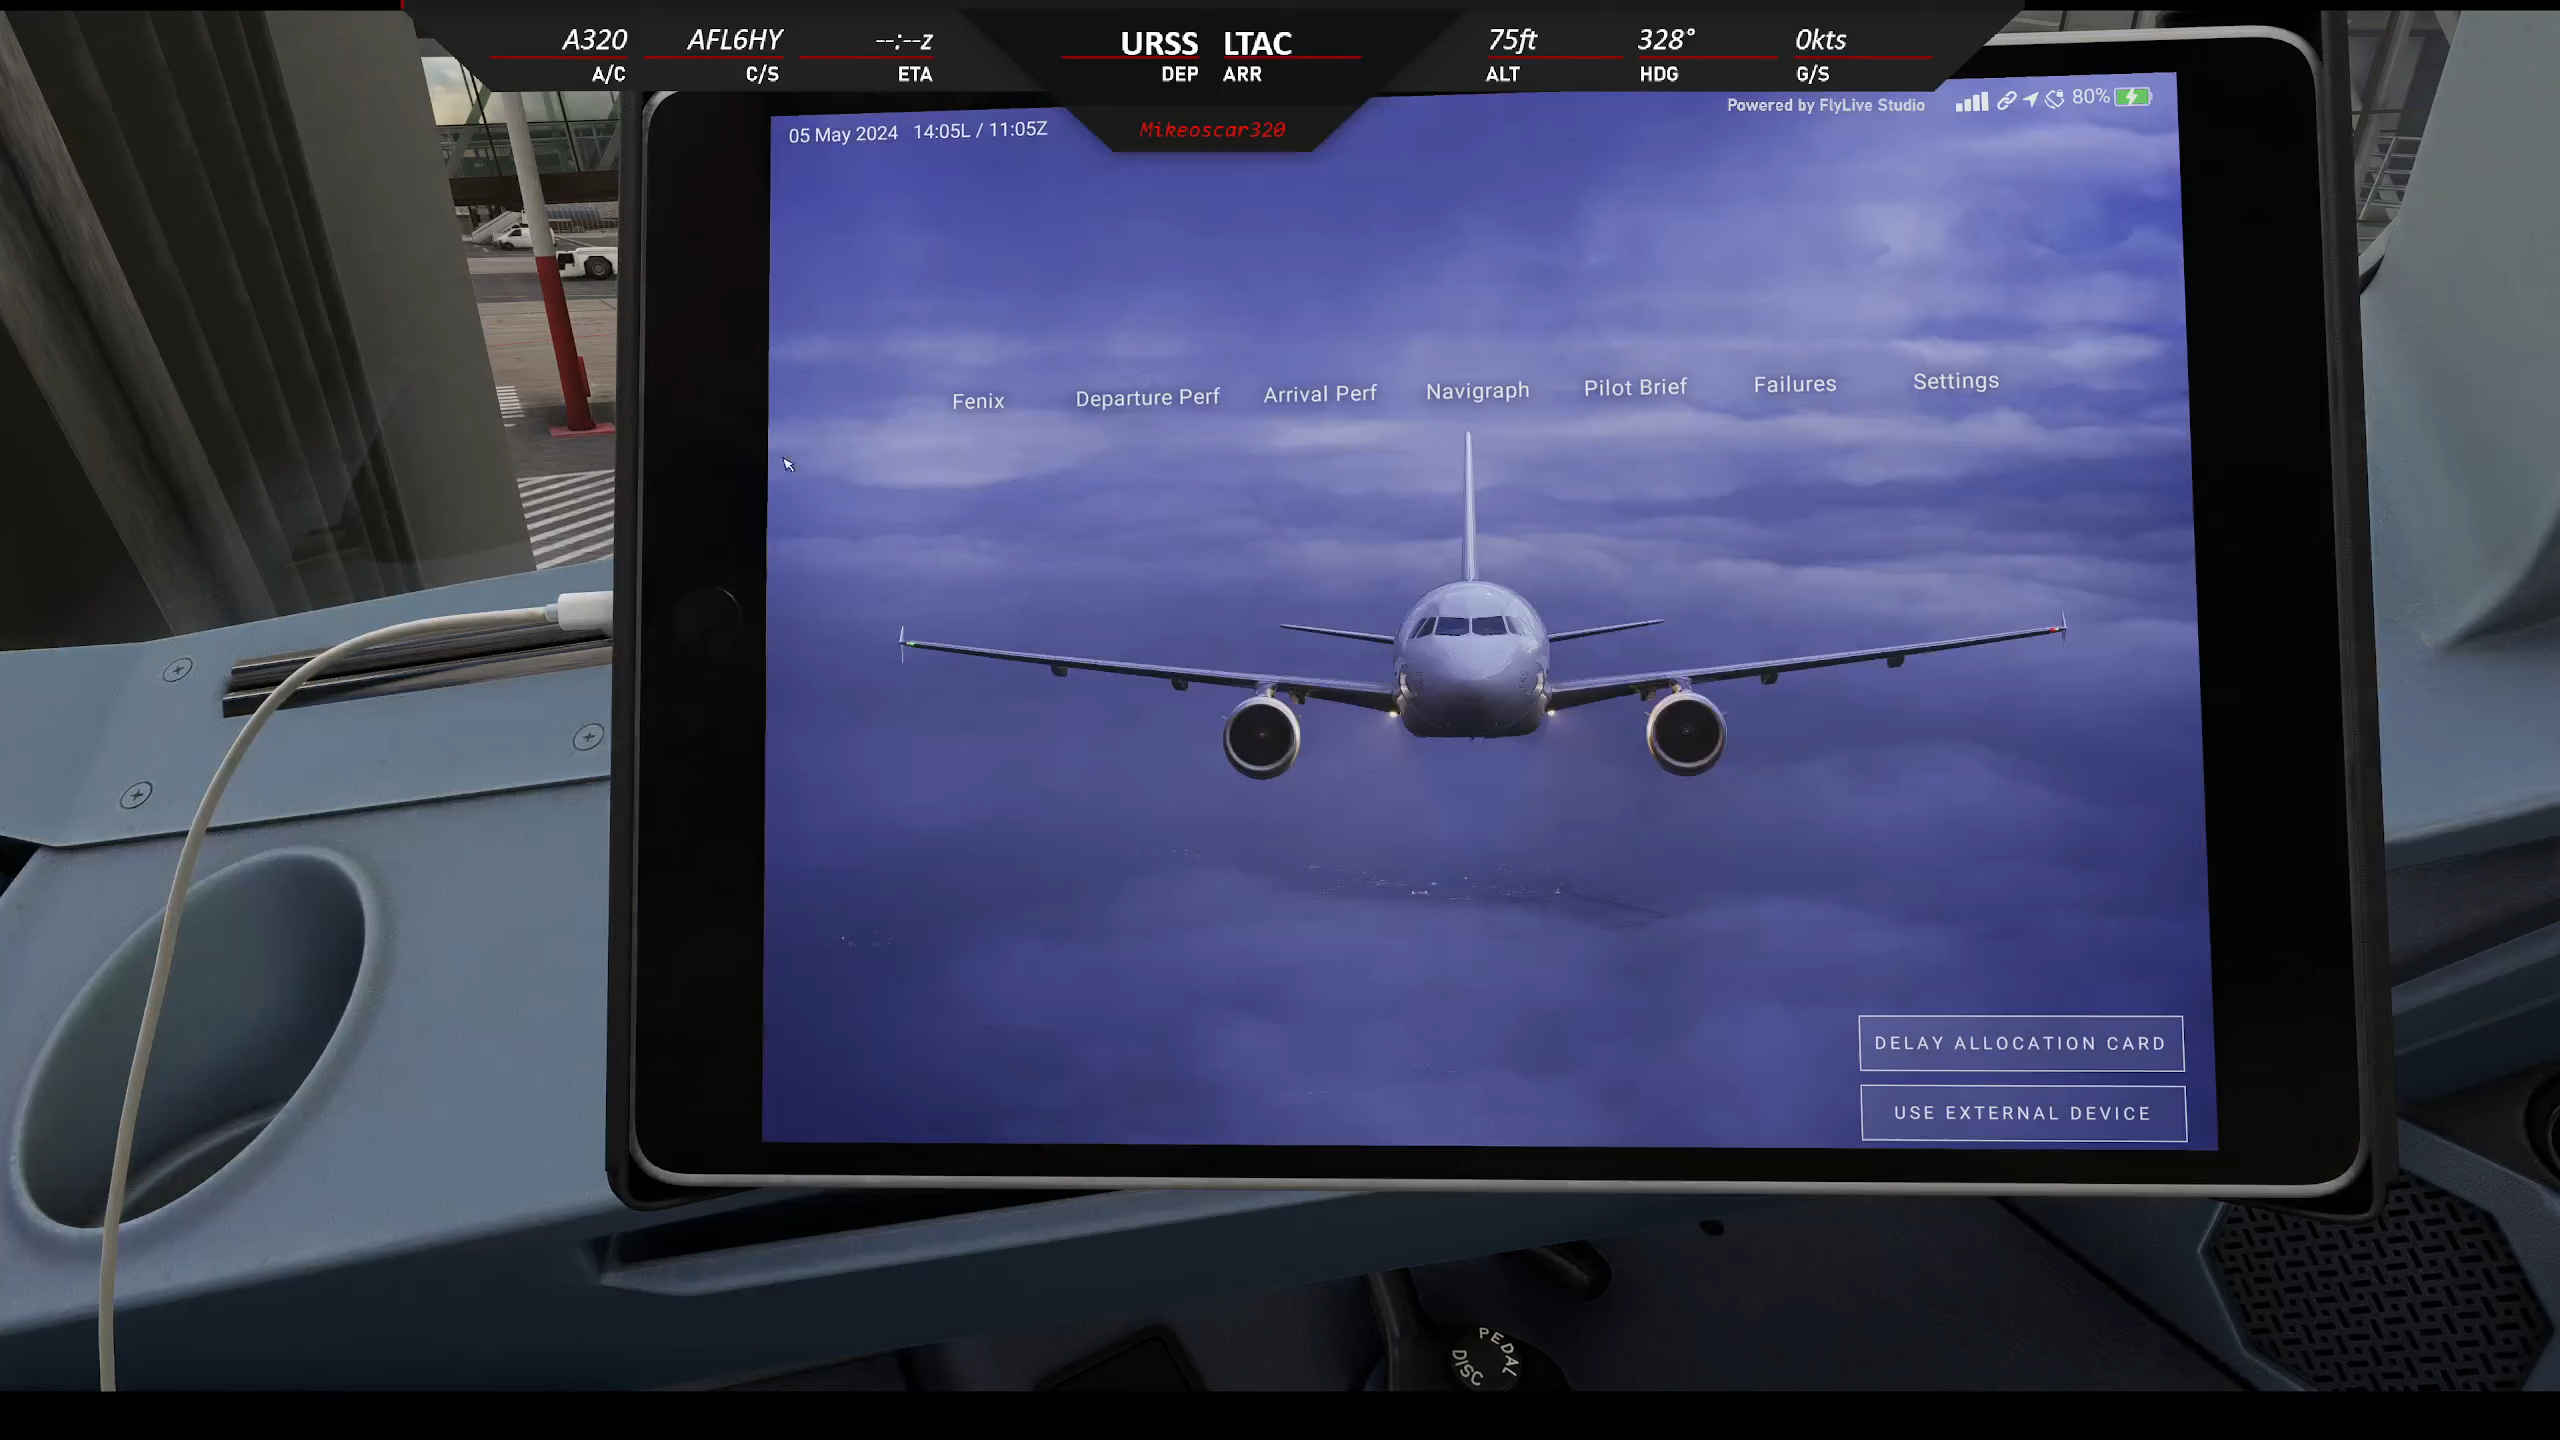 A320 AFL6HY --:--z URSS LTAC 75ft 328° 0kts
A/C C/S ETA DEP ARR ALT HDG G/S
Mikeoscar320
Powered by FlyLive Studio
80%
05 May 2024 14:05L / 11:05Z
Fenix Departure Perf Arrival Perf Navigraph Pilot Brief Failures Settings
DELAY ALLOCATION CARD
USE EXTERNAL DEVICE
PEDAL
DISC